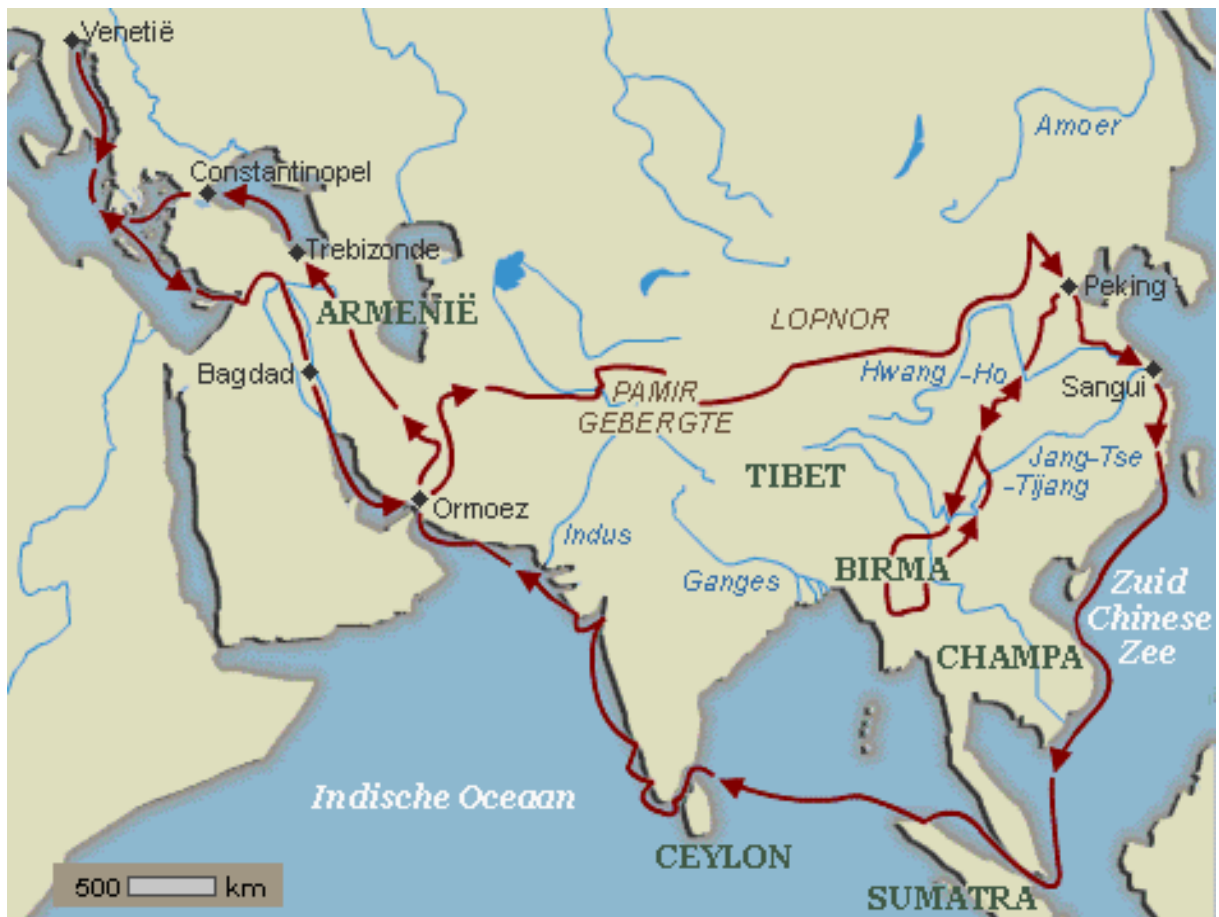 Venetië
Amoer
Constantinopel
Trebizonde
Peking
ARMENIË
LOPNOR
Bagdad
Hwang-Ho
Sangui
PAMIR
GEBERGTE
TIBET
Jang-Tse
-Tijang
Ormoez
Indus
BIRMA
Ganges
Zuid
Chinese
Zee
CHAMPA
Indische Oceaan
CEYLON
500 km
SUMATRA